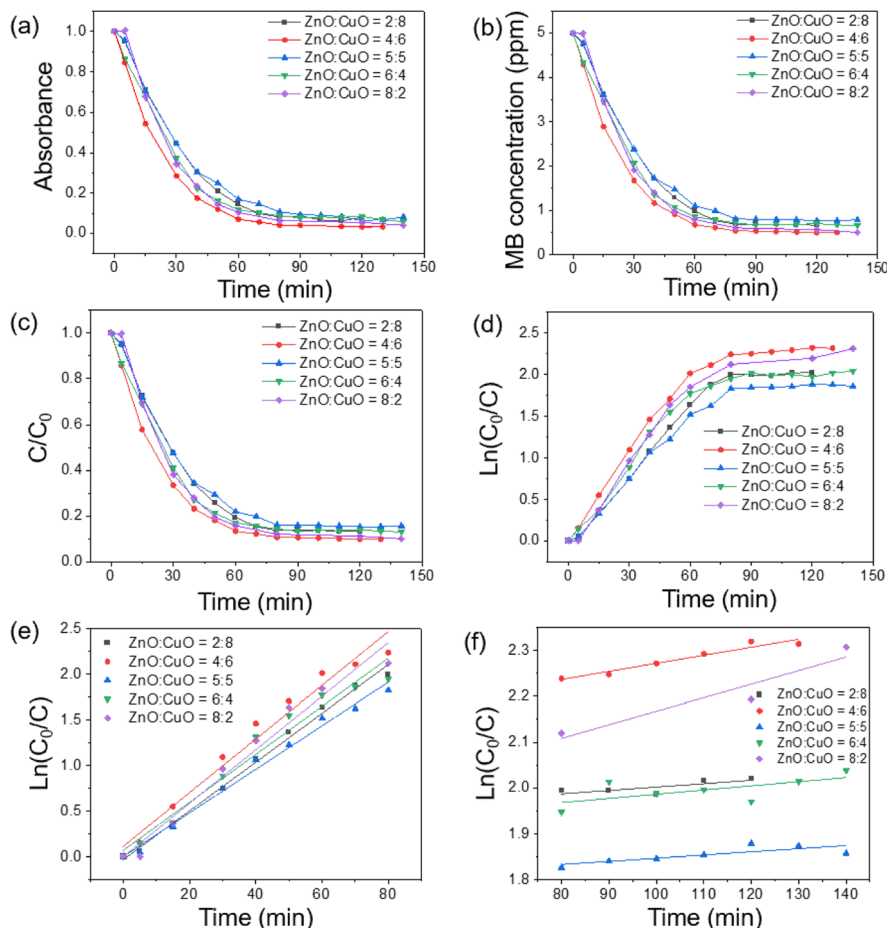 (a)
ZnO:CuO = 2:8
ZnO:CuO = 4:6
ZnO:CuO = 5:5
ZnO:CuO = 6:4
ZnO:CuO = 8:2
1.0
0.8
0.6
0.4
0.2
0.0
Absorbance
0 30 60 90 120 150
Time (min)
(b)
ZnO:CuO = 2:8
ZnO:CuO = 4:6
ZnO:CuO = 5:5
ZnO:CuO = 6:4
ZnO:CuO = 8:2
5
4
3
2
1
0
MB concentration (ppm)
0 30 60 90 120 150
Time (min)
(c)
ZnO:CuO = 2:8
ZnO:CuO = 4:6
ZnO:CuO = 5:5
ZnO:CuO = 6:4
ZnO:CuO = 8:2
1.0
0.8
0.6
0.4
0.2
0.0
C/C₀
0 30 60 90 120 150
Time (min)
(d)
2.5
2.0
1.5
1.0
0.5
0.0
Ln(C₀/C)
ZnO:CuO = 2:8
ZnO:CuO = 4:6
ZnO:CuO = 5:5
ZnO:CuO = 6:4
ZnO:CuO = 8:2
0 30 60 90 120 150
Time (min)
(e)
ZnO:CuO = 2:8
ZnO:CuO = 4:6
ZnO:CuO = 5:5
ZnO:CuO = 6:4
ZnO:CuO = 8:2
2.5
2.0
1.5
1.0
0.5
0.0
Ln(C₀/C)
0 20 40 60 80
Time (min)
(f)
2.3
2.2
2.1
2.0
1.9
1.8
Ln(C₀/C)
ZnO:CuO = 2:8
ZnO:CuO = 4:6
ZnO:CuO = 5:5
ZnO:CuO = 6:4
ZnO:CuO = 8:2
80 90 100 110 120 130 140
Time (min)